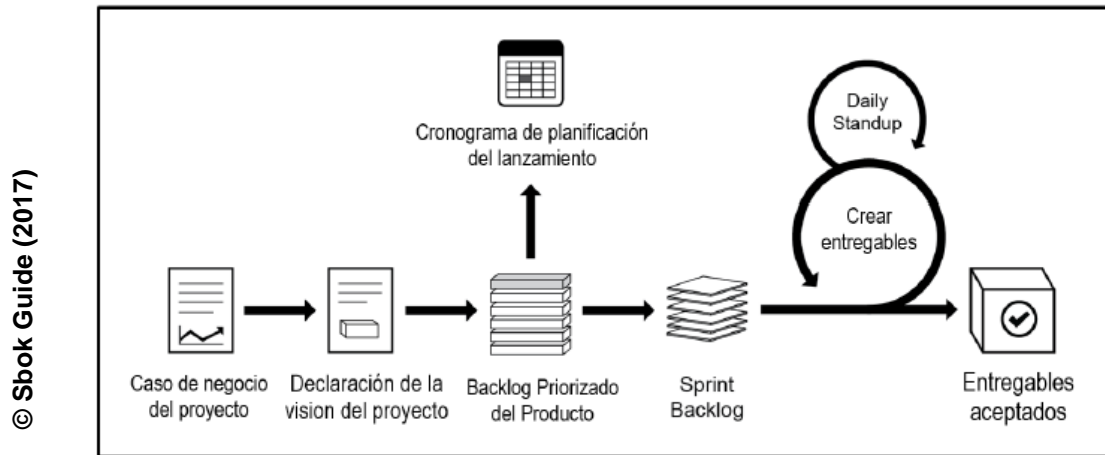 © Sbok Guide (2017)
Cronograma de planificación
del lanzamiento
Daily
Standup
Crear
entregables
Caso de negocio
del proyecto
Declaración de la
vision del proyecto
Backlog Priorizado
del Producto
Sprint
Backlog
Entregables
aceptados